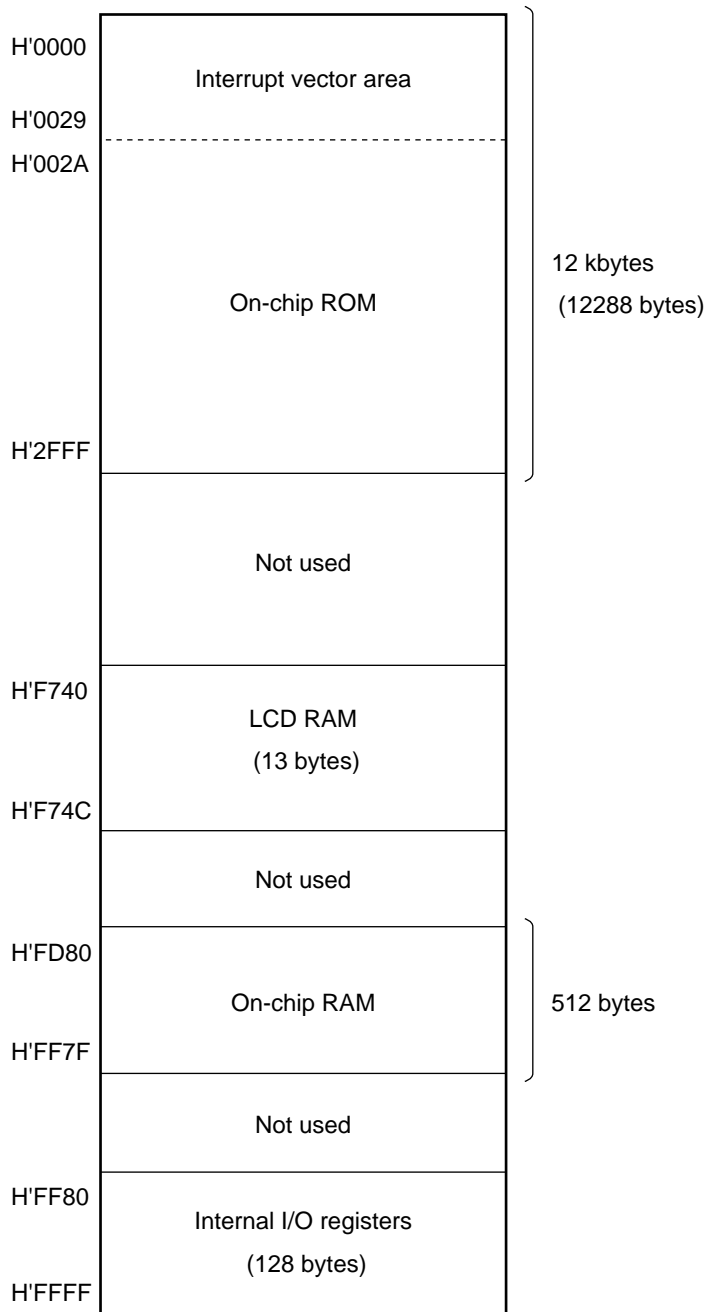 H'0000
Interrupt vector area
H'0029
H'002A
12 kbytes
(12288 bytes)
On-chip ROM
H'2FFF
Not used
H'F740
LCD RAM
(13 bytes)
H'F74C
Not used
H'FD80
On-chip RAM
512 bytes
H'FF7F
Not used
H'FF80
Internal I/O registers
(128 bytes)
H'FFFF